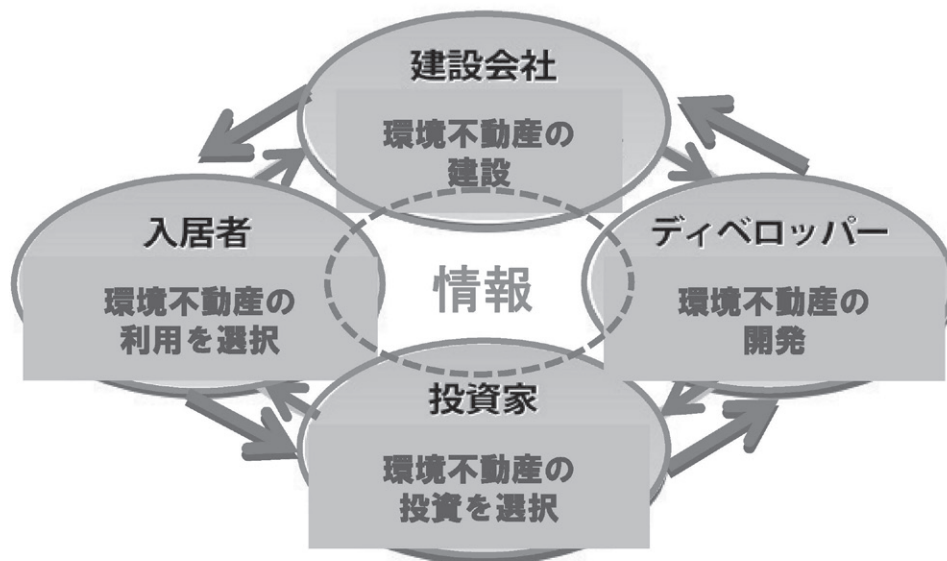 建設会社
環境不動産の
建設
入居者
環境不動産の
利用を選択
情報
ディベロッパー
環境不動産の
開発
投資家
環境不動産の
投資を選択